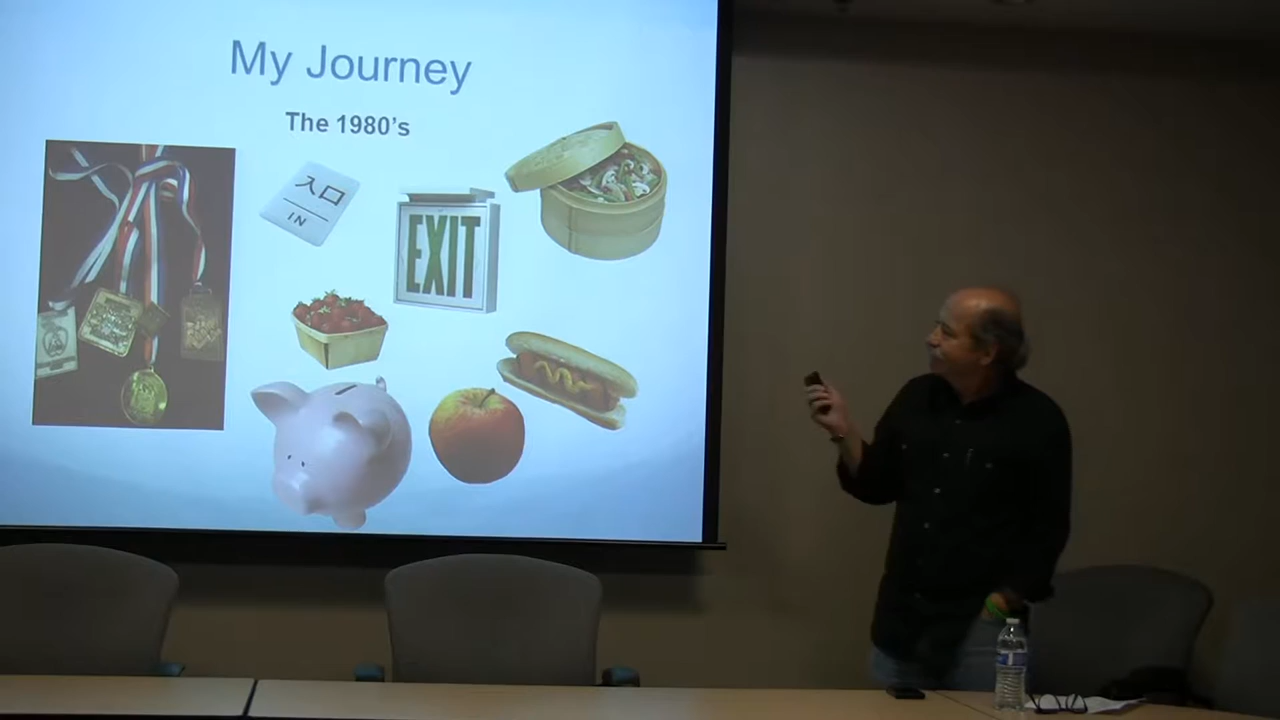 My Journey
The 1980's
入口
IN
EXIT